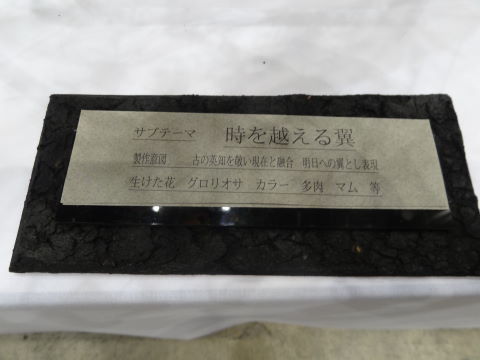 サブテーマ 時を越える翼
製作意図 古の英知を敬い現在と融合 明日への翼とし表現
生けた花 グロリオサ カラー 多肉 マム 等